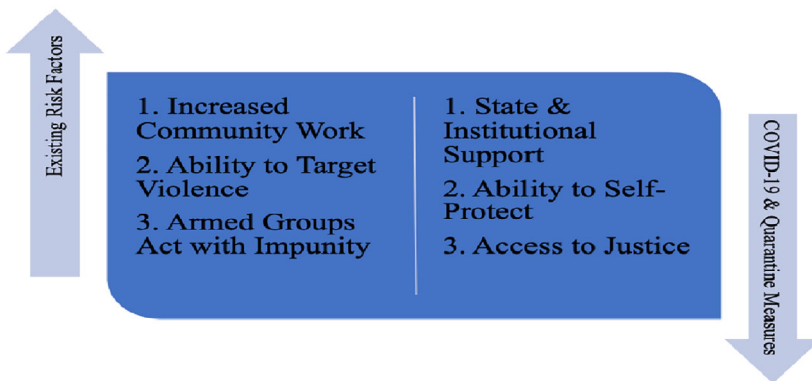 Existing Risk Factors
1. Increased
Community Work
2. Ability to Target
Violence
3. Armed Groups
Act with Impunity
1. State &
Institutional
Support
2. Ability to Self-
Protect
3. Access to Justice
COVID-19 & Quarantine Measures